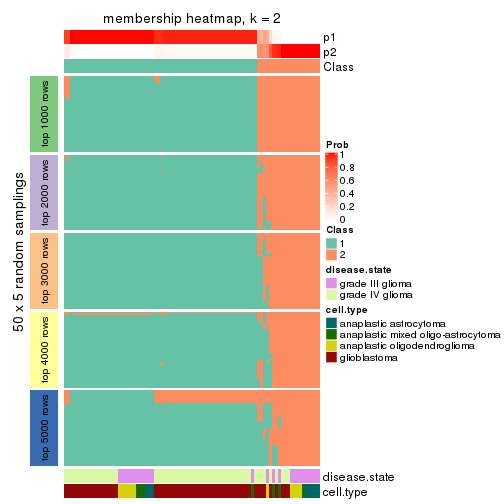 membership heatmap, k = 2
p1
p2
Class
50 x 5 random samplings
top 1000 rows
top 2000 rows
top 3000 rows
top 4000 rows
top 5000 rows
Prob
1
0.8
0.6
0.4
0.2
0
Class
1
2
disease.state
grade III glioma
grade IV glioma
cell.type
anaplastic astrocytoma
anaplastic mixed oligo-astrocytoma
anaplastic oligodendroglioma
glioblastoma
disease.state
cell.type